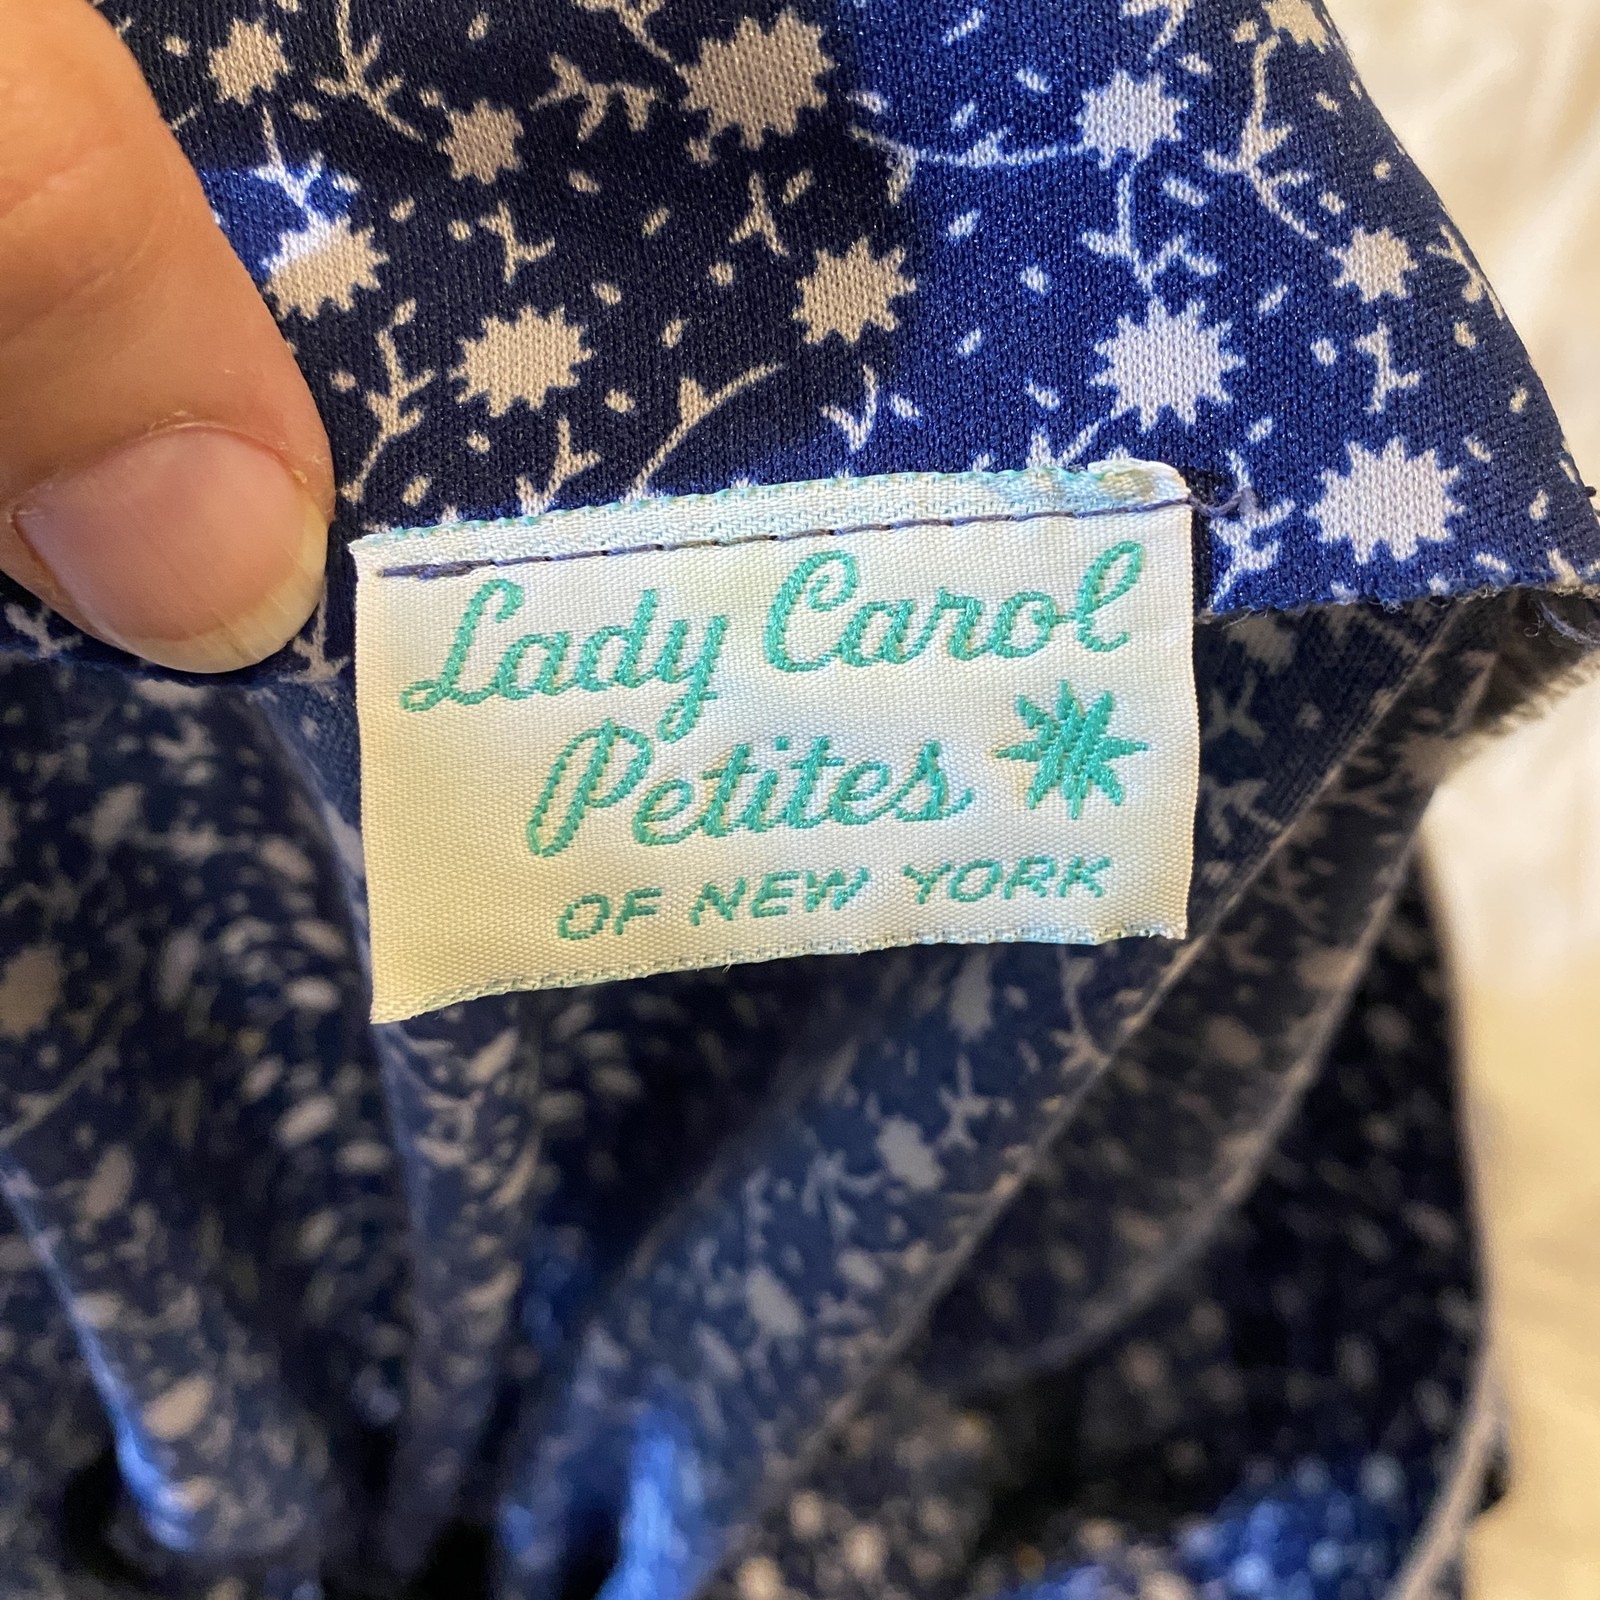 Lady Carol
Petites
OF NEW YORK